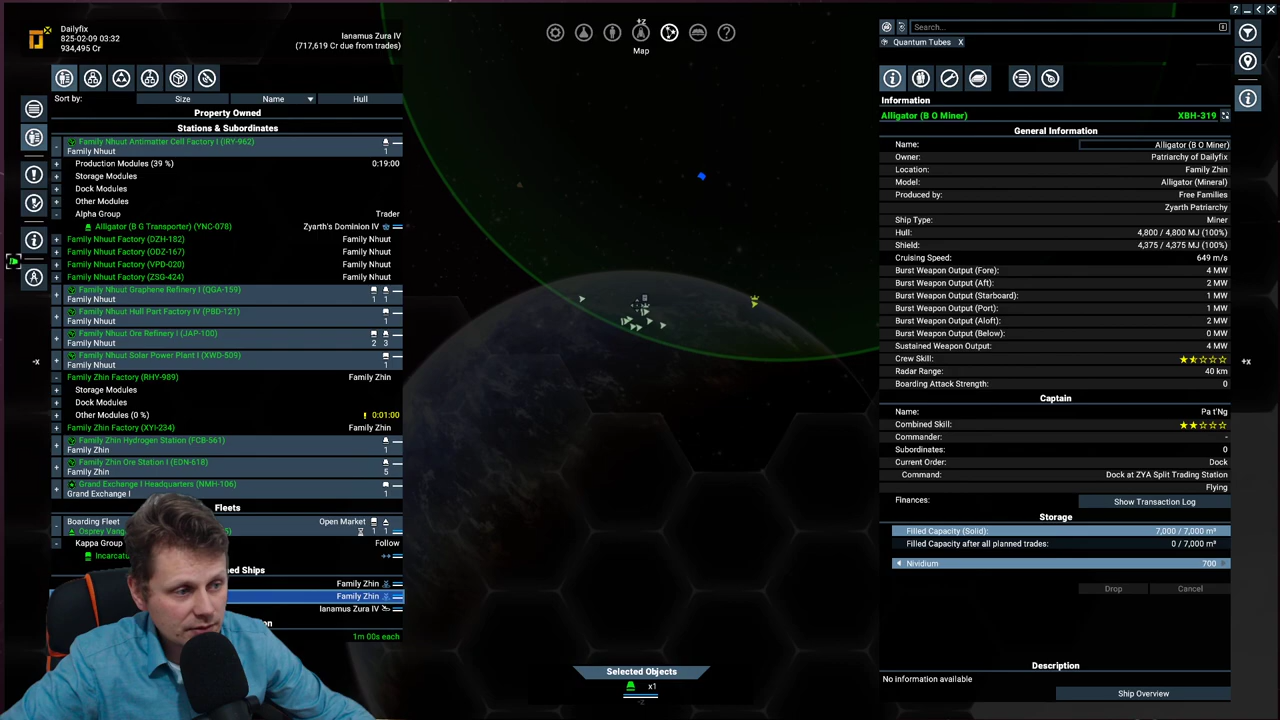 Dailyfix
825-02-09 03:32
934,495 Cr
Ianamus Zura IV
(717,619 Cr due from trades)
Sort by:
Size
Name
Hull
Property Owned
Stations & Subordinates
Family Nhuut Antimatter Cell Factory I (IRY-962)
Family Nhuut
1
Production Modules (39 %)
0:19:00
Storage Modules
Dock Modules
Other Modules
Alpha Group
Trader
Alligator (B G Transporter) (YNC-078)
Zyarth's Dominion IV
Family Nhuut Factory (DZH-182)
Family Nhuut
Family Nhuut Factory (ODZ-167)
Family Nhuut
Family Nhuut Factory (VPD-020)
Family Nhuut
Family Nhuut Factory (ZSG-424)
Family Nhuut
Family Nhuut Graphene Refinery I (QGA-159)
Family Nhuut
1 1
Family Nhuut Hull Part Factory IV (PBD-121)
Family Nhuut
1
Family Nhuut Ore Refinery I (JAP-100)
Family Nhuut
2 3
Family Nhuut Solar Power Plant I (XWD-509)
Family Nhuut
1
Family Zhin Factory (RHY-989)
Family Zhin
Storage Modules
Dock Modules
Other Modules (0 %)
! 0:01:00
Family Zhin Factory (XYI-234)
Family Zhin
Family Zhin Hydrogen Station (FCB-561)
Family Zhin
1
Family Zhin Ore Station I (EDN-618)
Family Zhin
5
Grand Exchange I Headquarters (NMH-106)
Grand Exchange I
1
Fleets
Boarding Fleet
Open Market
Osprey Vang
1 1
Kappa Group
Follow
Incarcat
ed Ships
Family Zhin
Family Zhin
Ianamus Zura IV
1m 00s each
+Z
Map
-X
+X
Selected Objects
x1
-Z
Search...
Quantum Tubes X
Information
Alligator (B O Miner)
XBH-319
General Information
Name:
Alligator (B O Miner)
Owner:
Patriarchy of Dailyfix
Location:
Family Zhin
Model:
Alligator (Mineral)
Produced by:
Free Families
Zyarth Patriarchy
Ship Type:
Miner
Hull:
4,800 / 4,800 MJ (100%)
Shield:
4,375 / 4,375 MJ (100%)
Cruising Speed:
649 m/s
Burst Weapon Output (Fore):
4 MW
Burst Weapon Output (Aft):
2 MW
Burst Weapon Output (Starboard):
1 MW
Burst Weapon Output (Port):
1 MW
Burst Weapon Output (Aloft):
2 MW
Burst Weapon Output (Below):
0 MW
Sustained Weapon Output:
4 MW
Crew Skill:
Radar Range:
40 km
Boarding Attack Strength:
0
Captain
Name:
Pa t'Ng
Combined Skill:
Commander:
-
Subordinates:
0
Current Order:
Dock
Command:
Dock at ZYA Split Trading Station
Flying
Finances:
Show Transaction Log
Storage
Filled Capacity (Solid):
7,000 / 7,000 m³
Filled Capacity after all planned trades:
0 / 7,000 m³
Nividium
700
Drop
Cancel
Description
No information available
Ship Overview